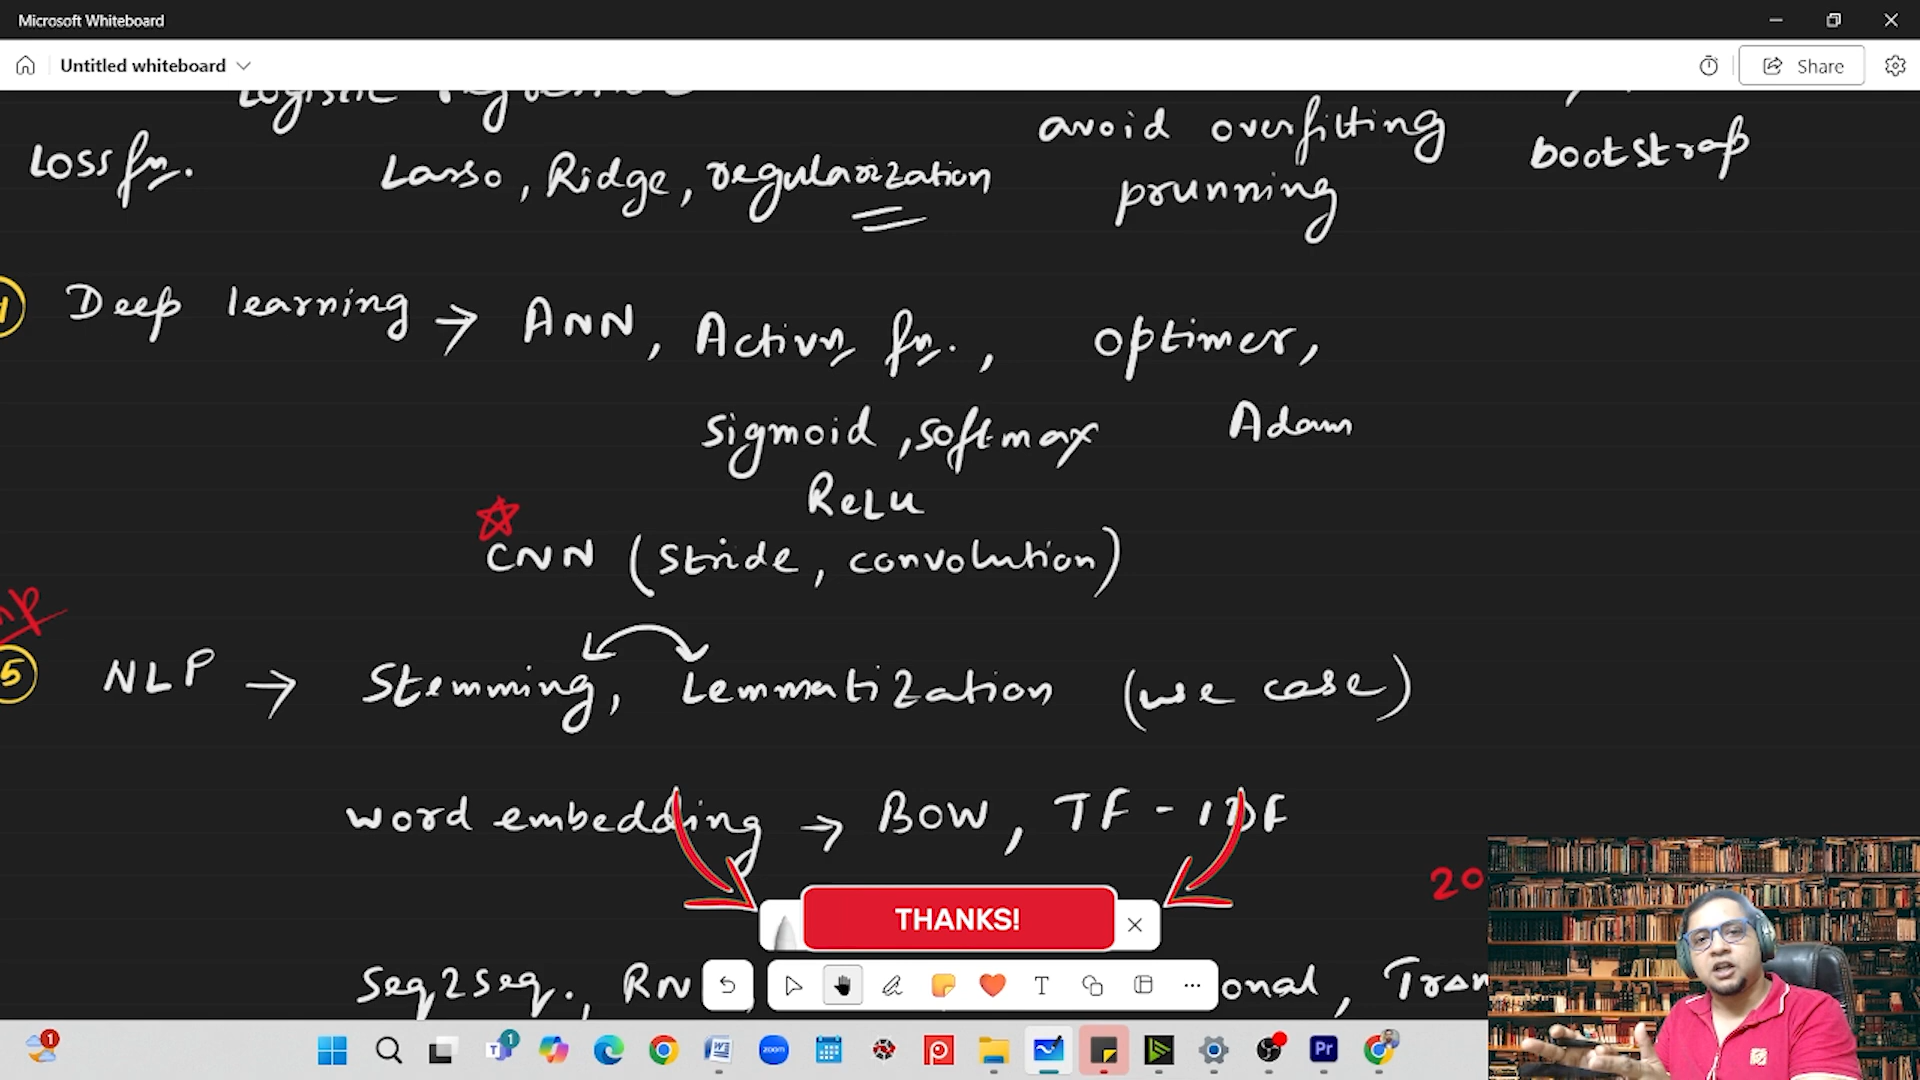 Microsoft Whiteboard
Untitled whiteboard
Share
Logistic
Loss fn.
Lasso, Ridge, regularization
avoid overfitting
prunning
bootstrap
Deep learning → ANN, Activn fn., optimer,
sigmoid, softmax
Adam
ReLu
CNN (stride, convolution)
5
NLP → Stemming, Lemmatization (use case)
word embedding → BOW, TF-IDF
20
THANKS!
Seq2seq., RN
onal, Tran